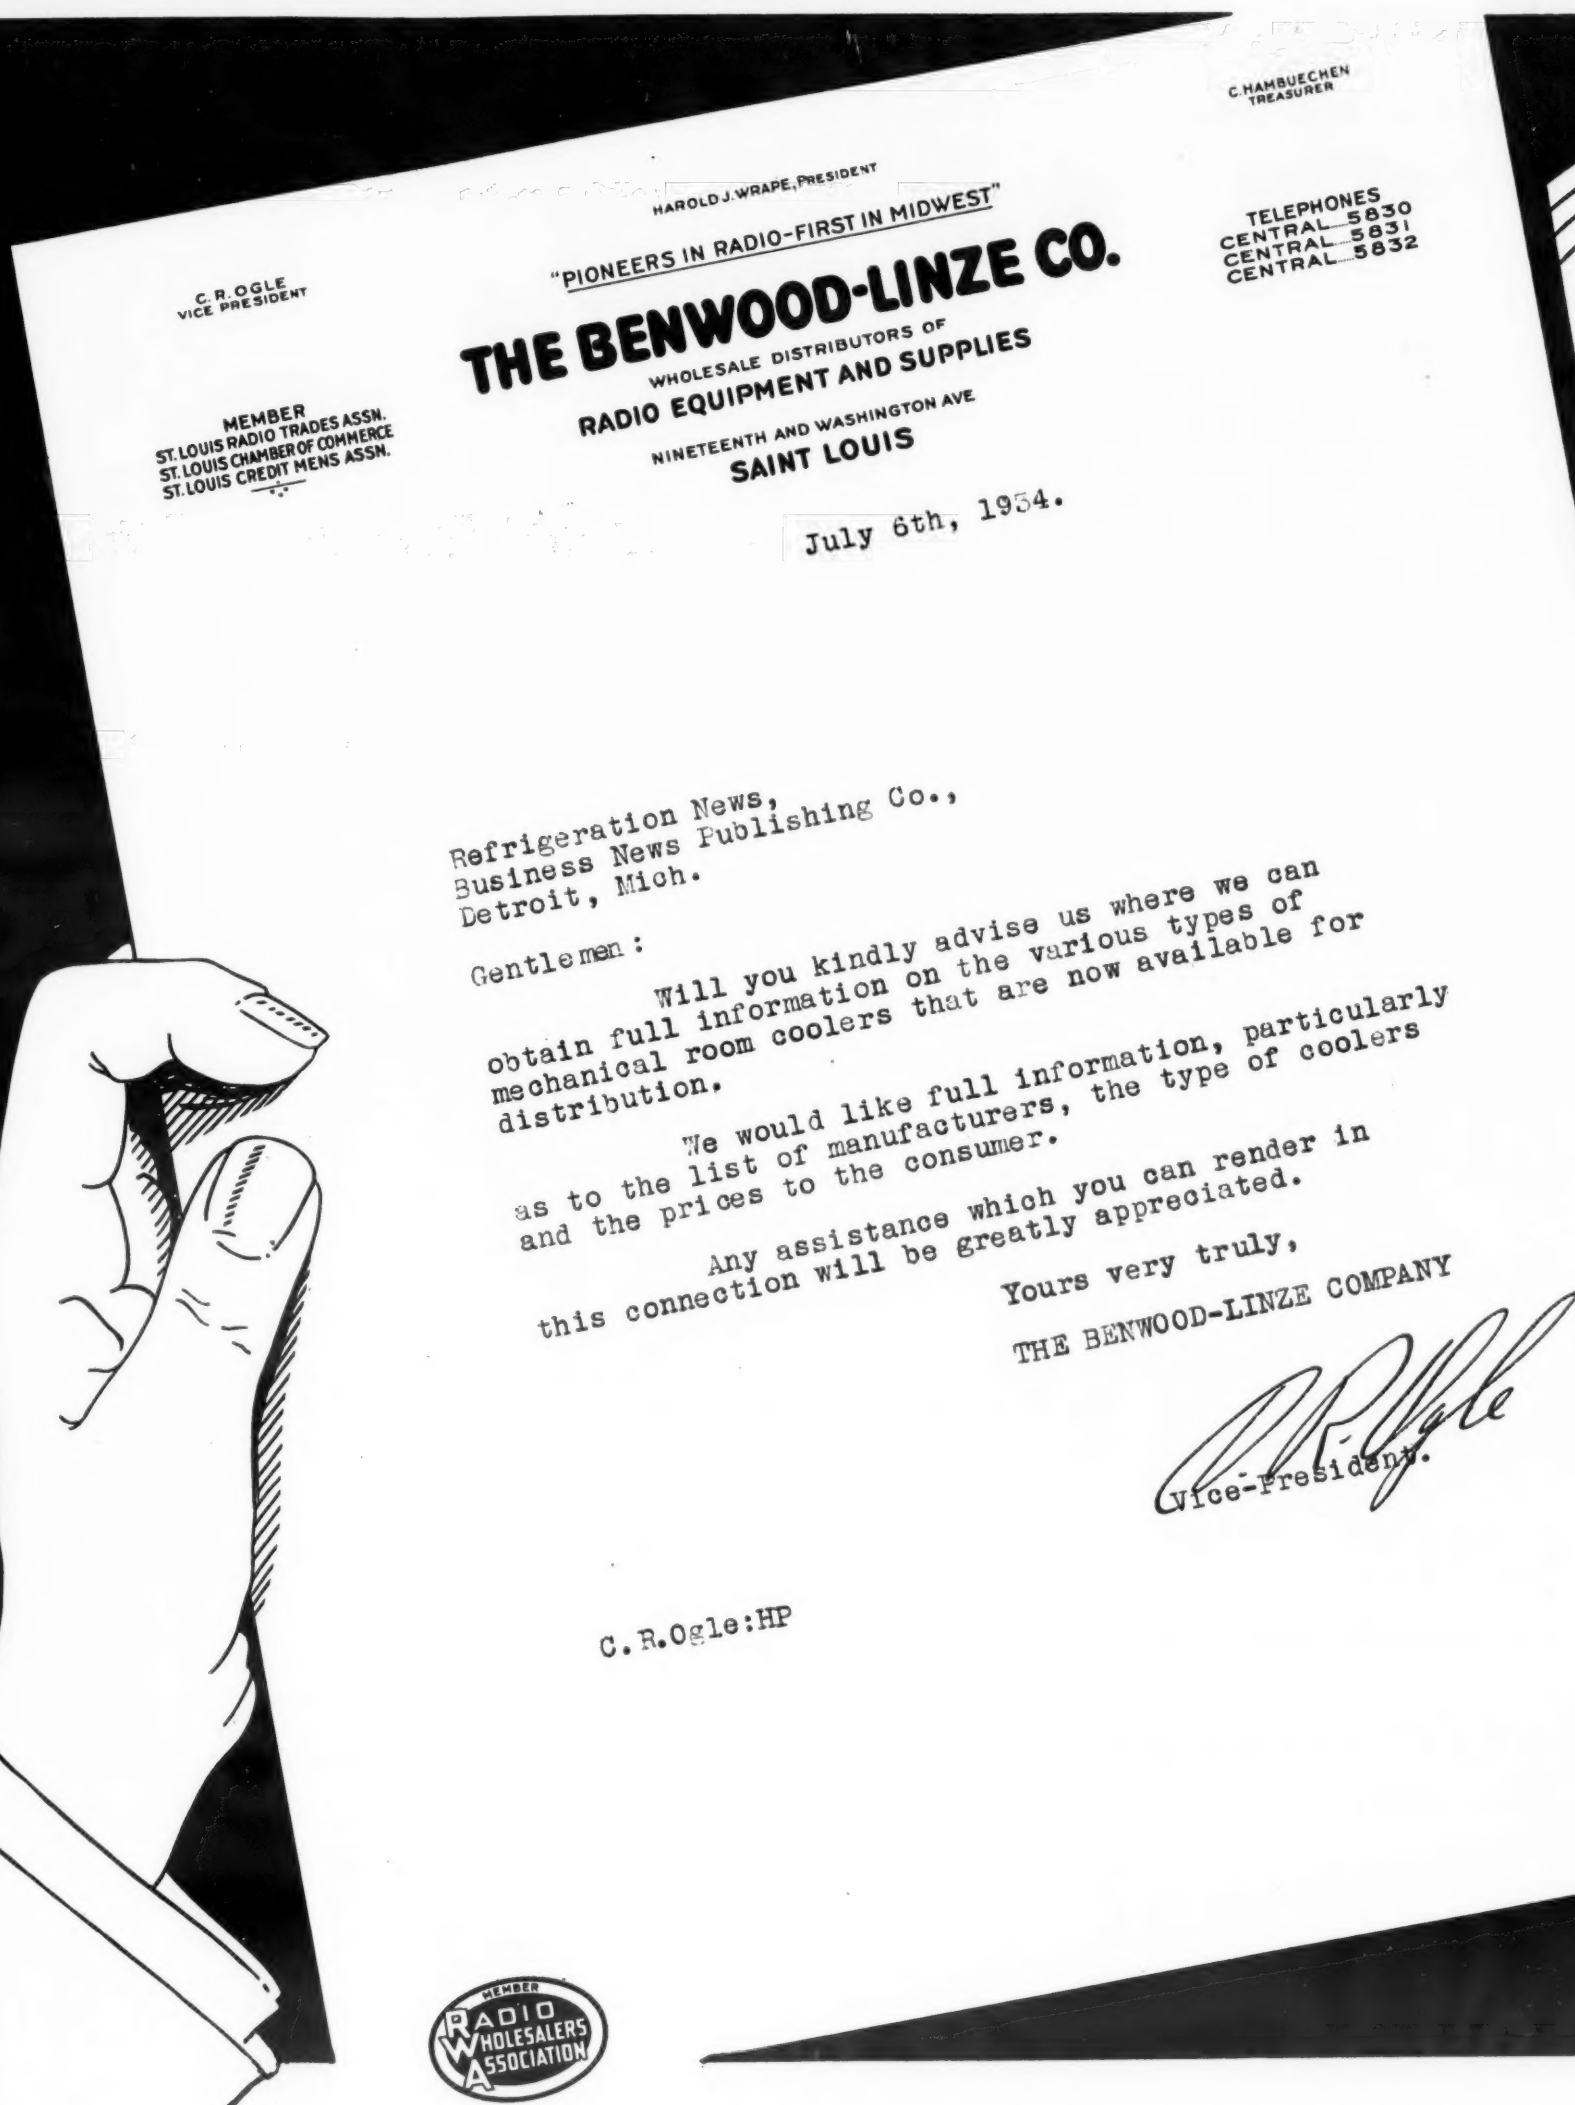 C. HAMBUECHEN
TREASURER
HAROLD J. WRAPE, PRESIDENT
"PIONEERS IN RADIO-FIRST IN MIDWEST"
TELEPHONES
CENTRAL 5830
CENTRAL 5831
CENTRAL 5832
C. R. OGLE
VICE PRESIDENT
THE BENWOOD-LINZE CO.
WHOLESALE DISTRIBUTORS OF
RADIO EQUIPMENT AND SUPPLIES
MEMBER
ST. LOUIS RADIO TRADES ASSN.
ST. LOUIS CHAMBER OF COMMERCE
ST. LOUIS CREDIT MENS ASSN.
NINETEENTH AND WASHINGTON AVE
SAINT LOUIS
July 6th, 1934.
Refrigeration News,
Business News Publishing Co.,
Detroit, Mich.
Gentlemen:
Will you kindly advise us where we can
obtain full information on the various types of
mechanical room coolers that are now available for
distribution.
We would like full information, particularly
as to the list of manufacturers, the type of coolers
and the prices to the consumer.
Any assistance which you can render in
this connection will be greatly appreciated.
Yours very truly,
THE BENWOOD-LINZE COMPANY
C. R. Ogle
Vice-President.
C.R.Ogle:HP
MEMBER
RADIO
WHOLESALERS
ASSOCIATION